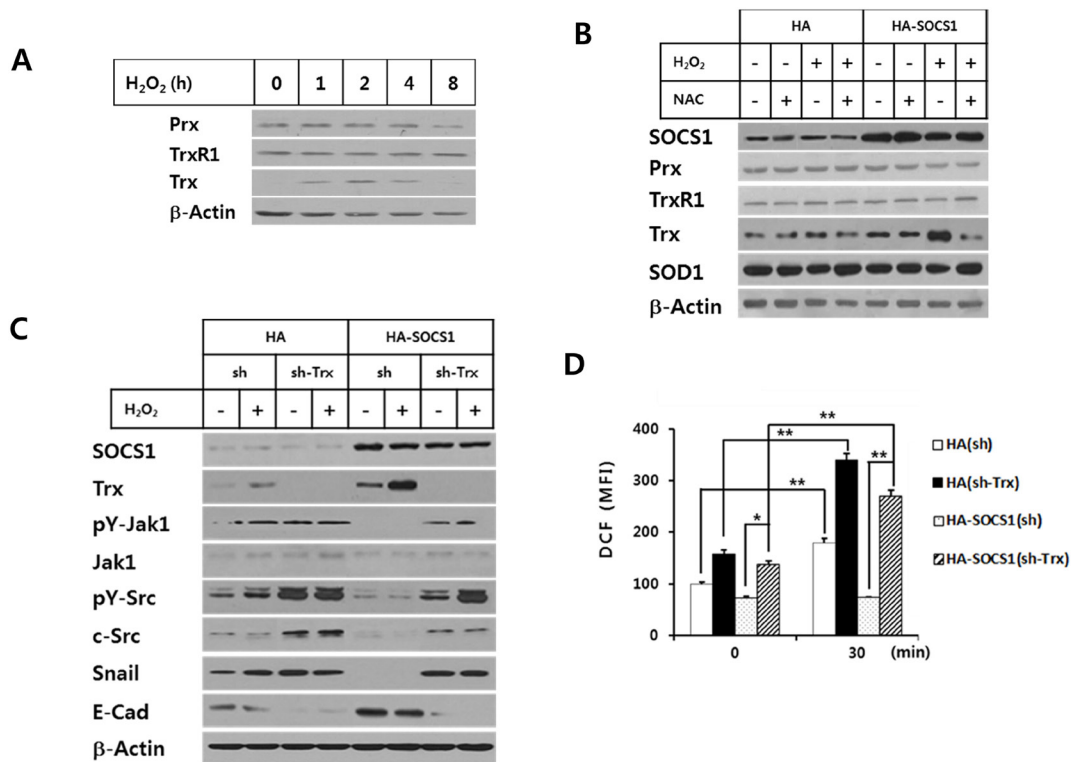 A
H₂O₂ (h) 0 1 2 4 8
Prx
TrxR1
Trx
β-Actin
B
HA HA-SOCS1
H₂O₂ - - + + - - + +
NAC - + - + - + - +
SOCS1
Prx
TrxR1
Trx
SOD1
β-Actin
C
HA HA-SOCS1
sh sh-Trx sh sh-Trx
H₂O₂ - + - + - + - +
SOCS1
Trx
pY-Jak1
Jak1
pY-Src
c-Src
Snail
E-Cad
β-Actin
D
DCF (MFI)
400
300
200
100
0
** ** ** ** *
0 30 (min)
HA(sh)
HA(sh-Trx)
HA-SOCS1(sh)
HA-SOCS1(sh-Trx)